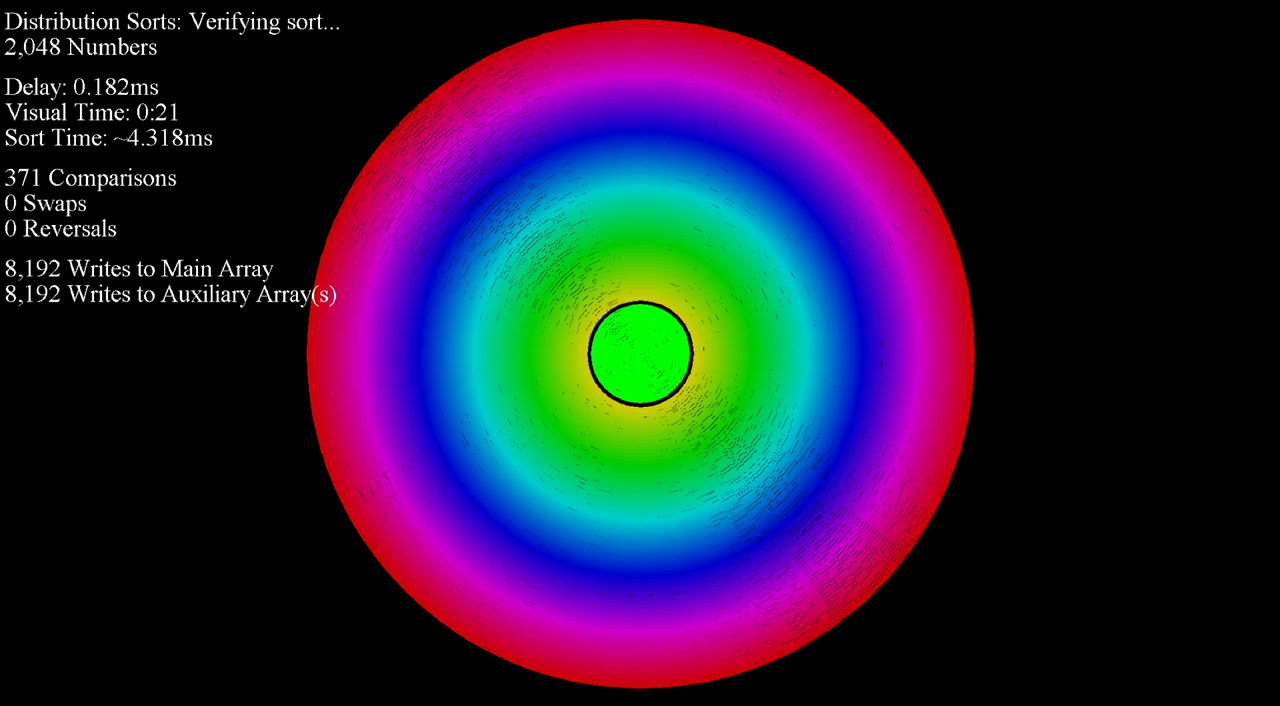 Distribution Sorts: Verifying sort...
2,048 Numbers
Delay: 0.182ms
Visual Time: 0:21
Sort Time: ~4.318ms
371 Comparisons
0 Swaps
0 Reversals
8,192 Writes to Main Array
8,192 Writes to Auxiliary Array(s)